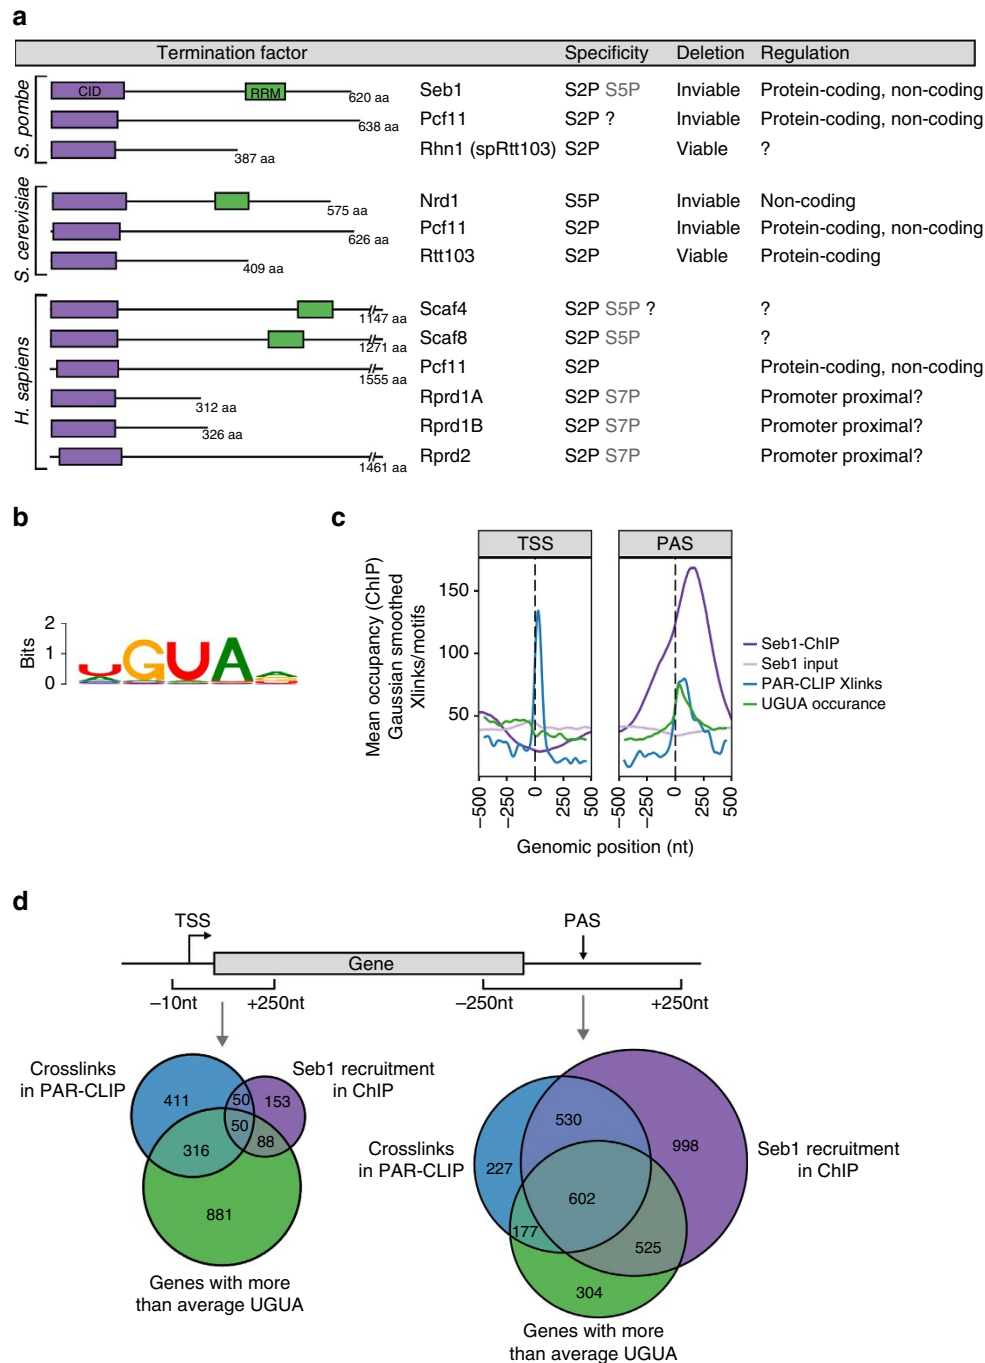 a
Termination factor Specificity Deletion Regulation
S. pombe
CID RRM 620 aa Seb1 S2P S5P Inviable Protein-coding, non-coding
638 aa Pcf11 S2P ? Inviable Protein-coding, non-coding
387 aa Rhn1 (spRtt103) S2P Viable ?
S. cerevisiae
575 aa Nrd1 S5P Inviable Non-coding
626 aa Pcf11 S2P Inviable Protein-coding, non-coding
409 aa Rtt103 S2P Viable Protein-coding
H. sapiens
1147 aa Scaf4 S2P S5P ? ?
1271 aa Scaf8 S2P S5P ?
1555 aa Pcf11 S2P Protein-coding, non-coding
312 aa Rprd1A S2P S7P Promoter proximal?
326 aa Rprd1B S2P S7P Promoter proximal?
1461 aa Rprd2 S2P S7P Promoter proximal?
b
Bits
2
1
0
UGUA
c
TSS PAS
Mean occupancy (ChIP)
Gaussian smoothed
Xlinks/motifs
150
100
50
–500 –250 0 250 500 –500 –250 0 250 500
Genomic position (nt)
Seb1-ChIP
Seb1 input
PAR-CLIP Xlinks
UGUA occurance
d
TSS PAS
Gene
–10nt +250nt –250nt +250nt
Crosslinks
in PAR-CLIP
Seb1 recruitment
in ChIP
411 50 153
50 88
316
881
Genes with more
than average UGUA
Crosslinks
in PAR-CLIP
Seb1 recruitment
in ChIP
530
998
227
602
177
525
304
Genes with more
than average UGUA